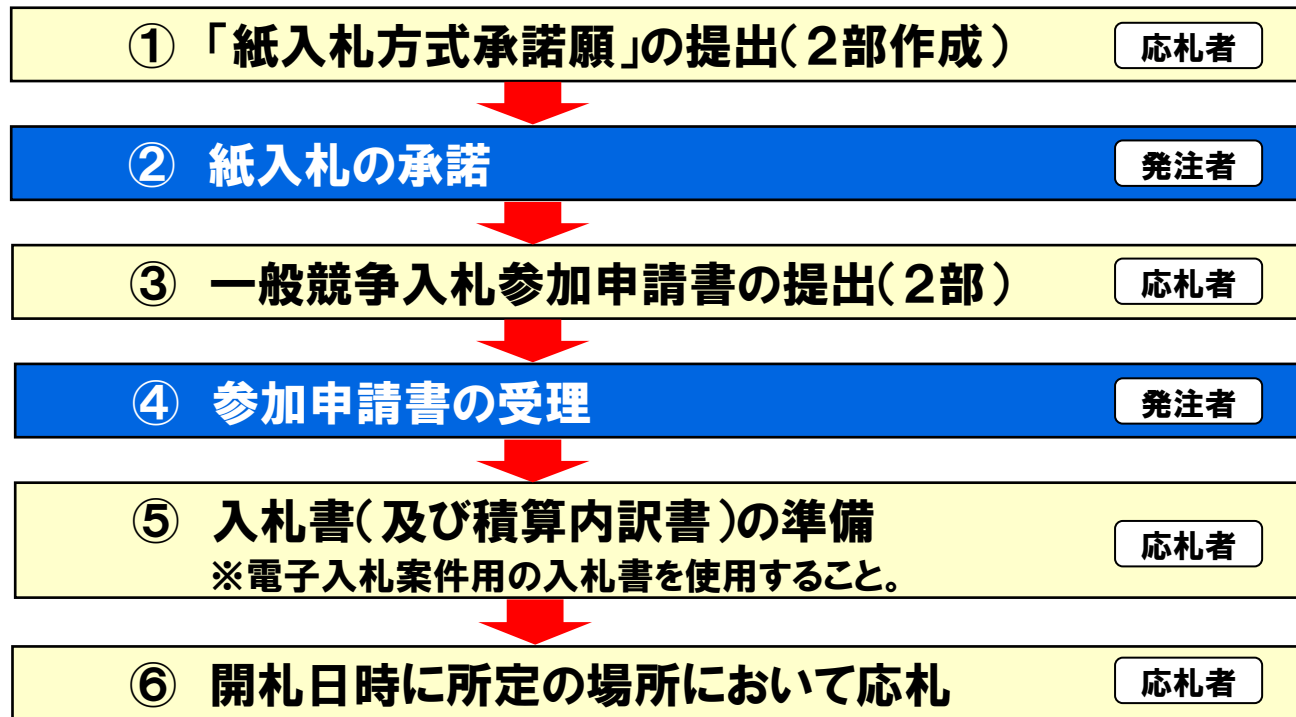 ① 「紙入札方式承諾願」の提出(2部作成) 応札者
② 紙入札の承諾 発注者
③ 一般競争入札参加申請書の提出(2部) 応札者
④ 参加申請書の受理 発注者
⑤ 入札書(及び積算内訳書)の準備 応札者
※電子入札案件用の入札書を使用すること。
⑥ 開札日時に所定の場所において応札 応札者